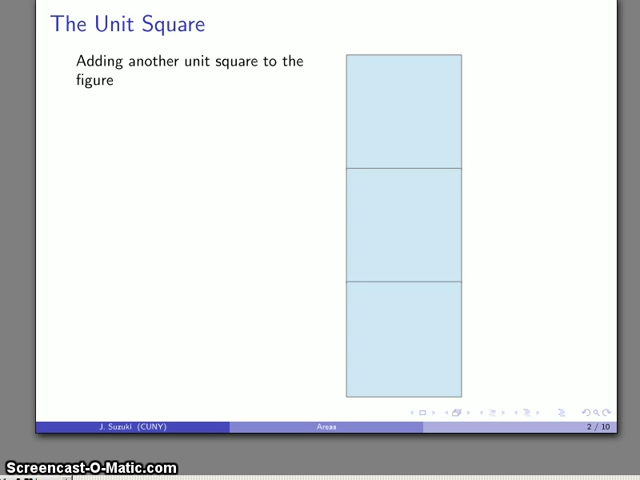 The Unit Square
Adding another unit square to the
figure
J. Suzuki (CUNY)
Areas
2 / 10
Screencast-O-Matic.com